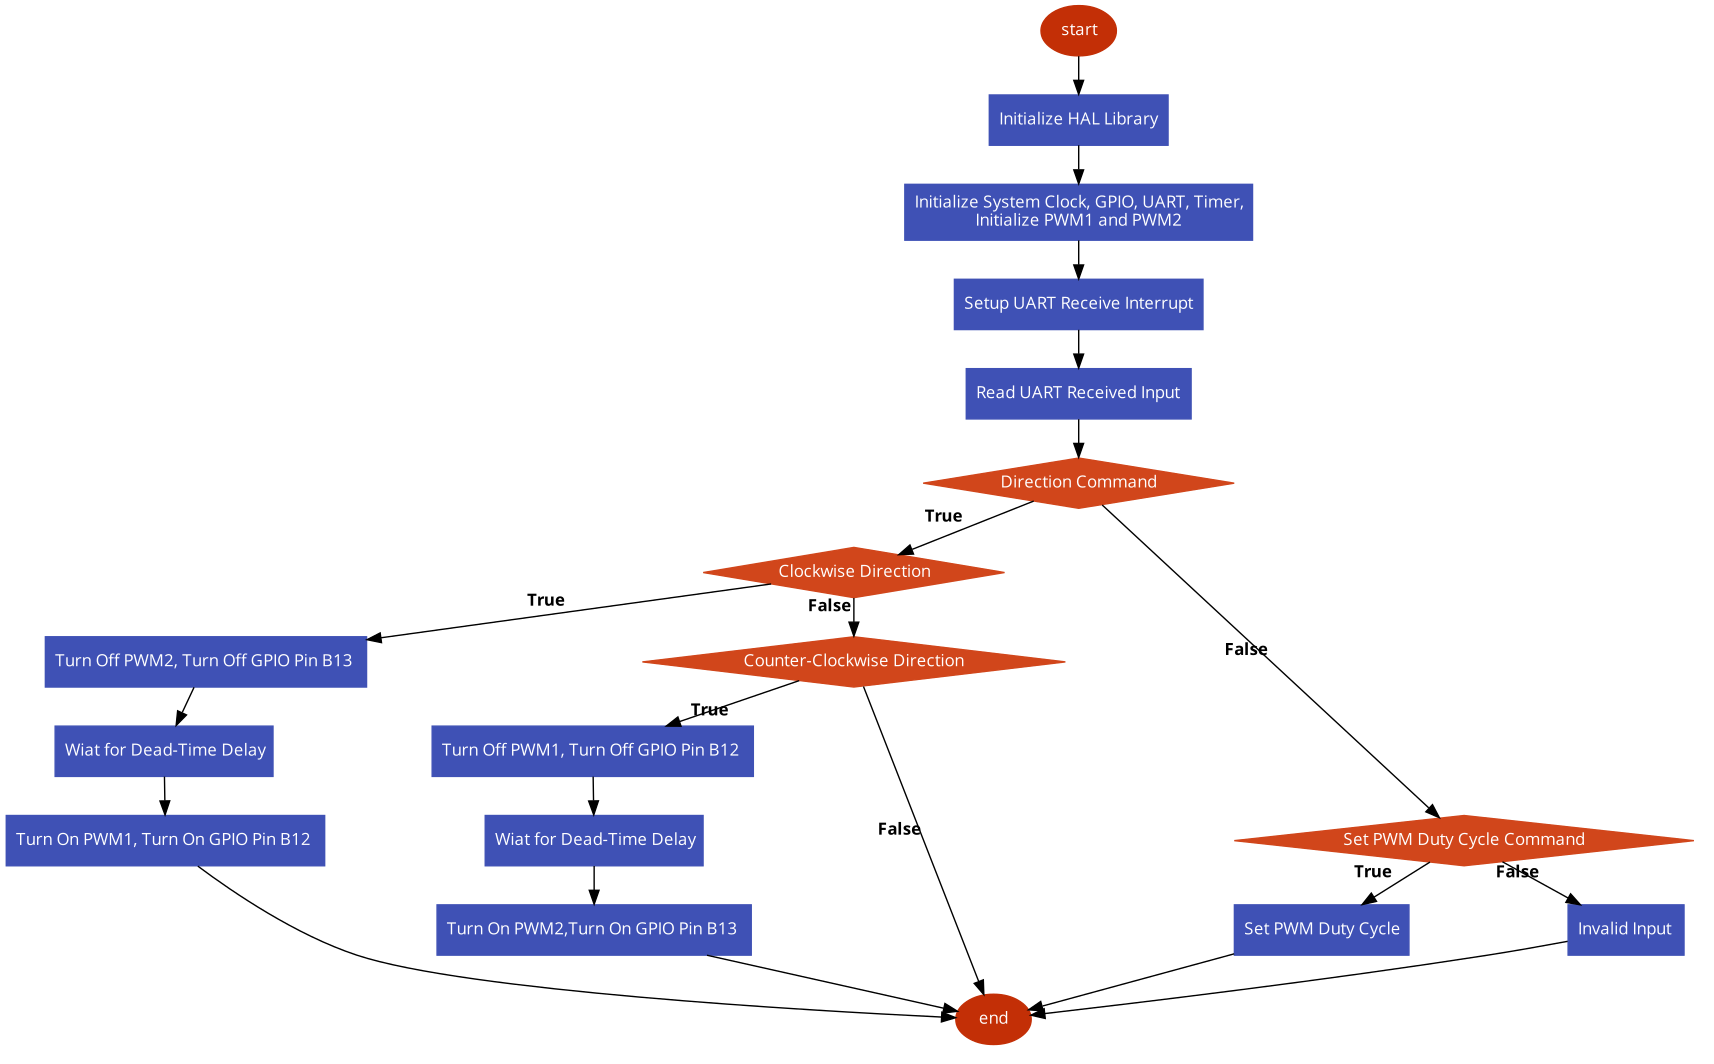 start
Initialize HAL Library
Initialize System Clock, GPIO, UART, Timer,
Initialize PWM1 and PWM2
Setup UART Receive Interrupt
Read UART Received Input
Direction Command
True
Clockwise Direction
True
False
False
Turn Off PWM2, Turn Off GPIO Pin B13
Counter-Clockwise Direction
True
Wiat for Dead-Time Delay
Turn Off PWM1, Turn Off GPIO Pin B12
False
Turn On PWM1, Turn On GPIO Pin B12
Wiat for Dead-Time Delay
Set PWM Duty Cycle Command
True
False
Turn On PWM2,Turn On GPIO Pin B13
Set PWM Duty Cycle
Invalid Input
end